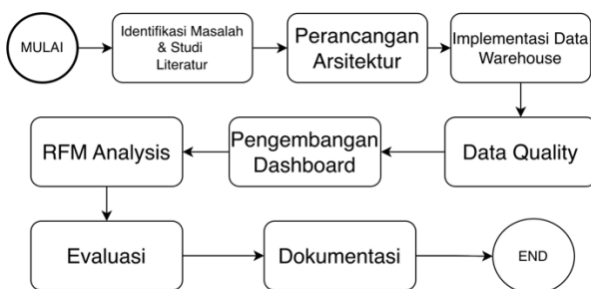 MULAI
Identifikasi Masalah
& Studi
Literatur
Perancangan
Arsitektur
Implementasi Data
Warehouse
Data Quality
Pengembangan
Dashboard
RFM Analysis
Evaluasi
Dokumentasi
END